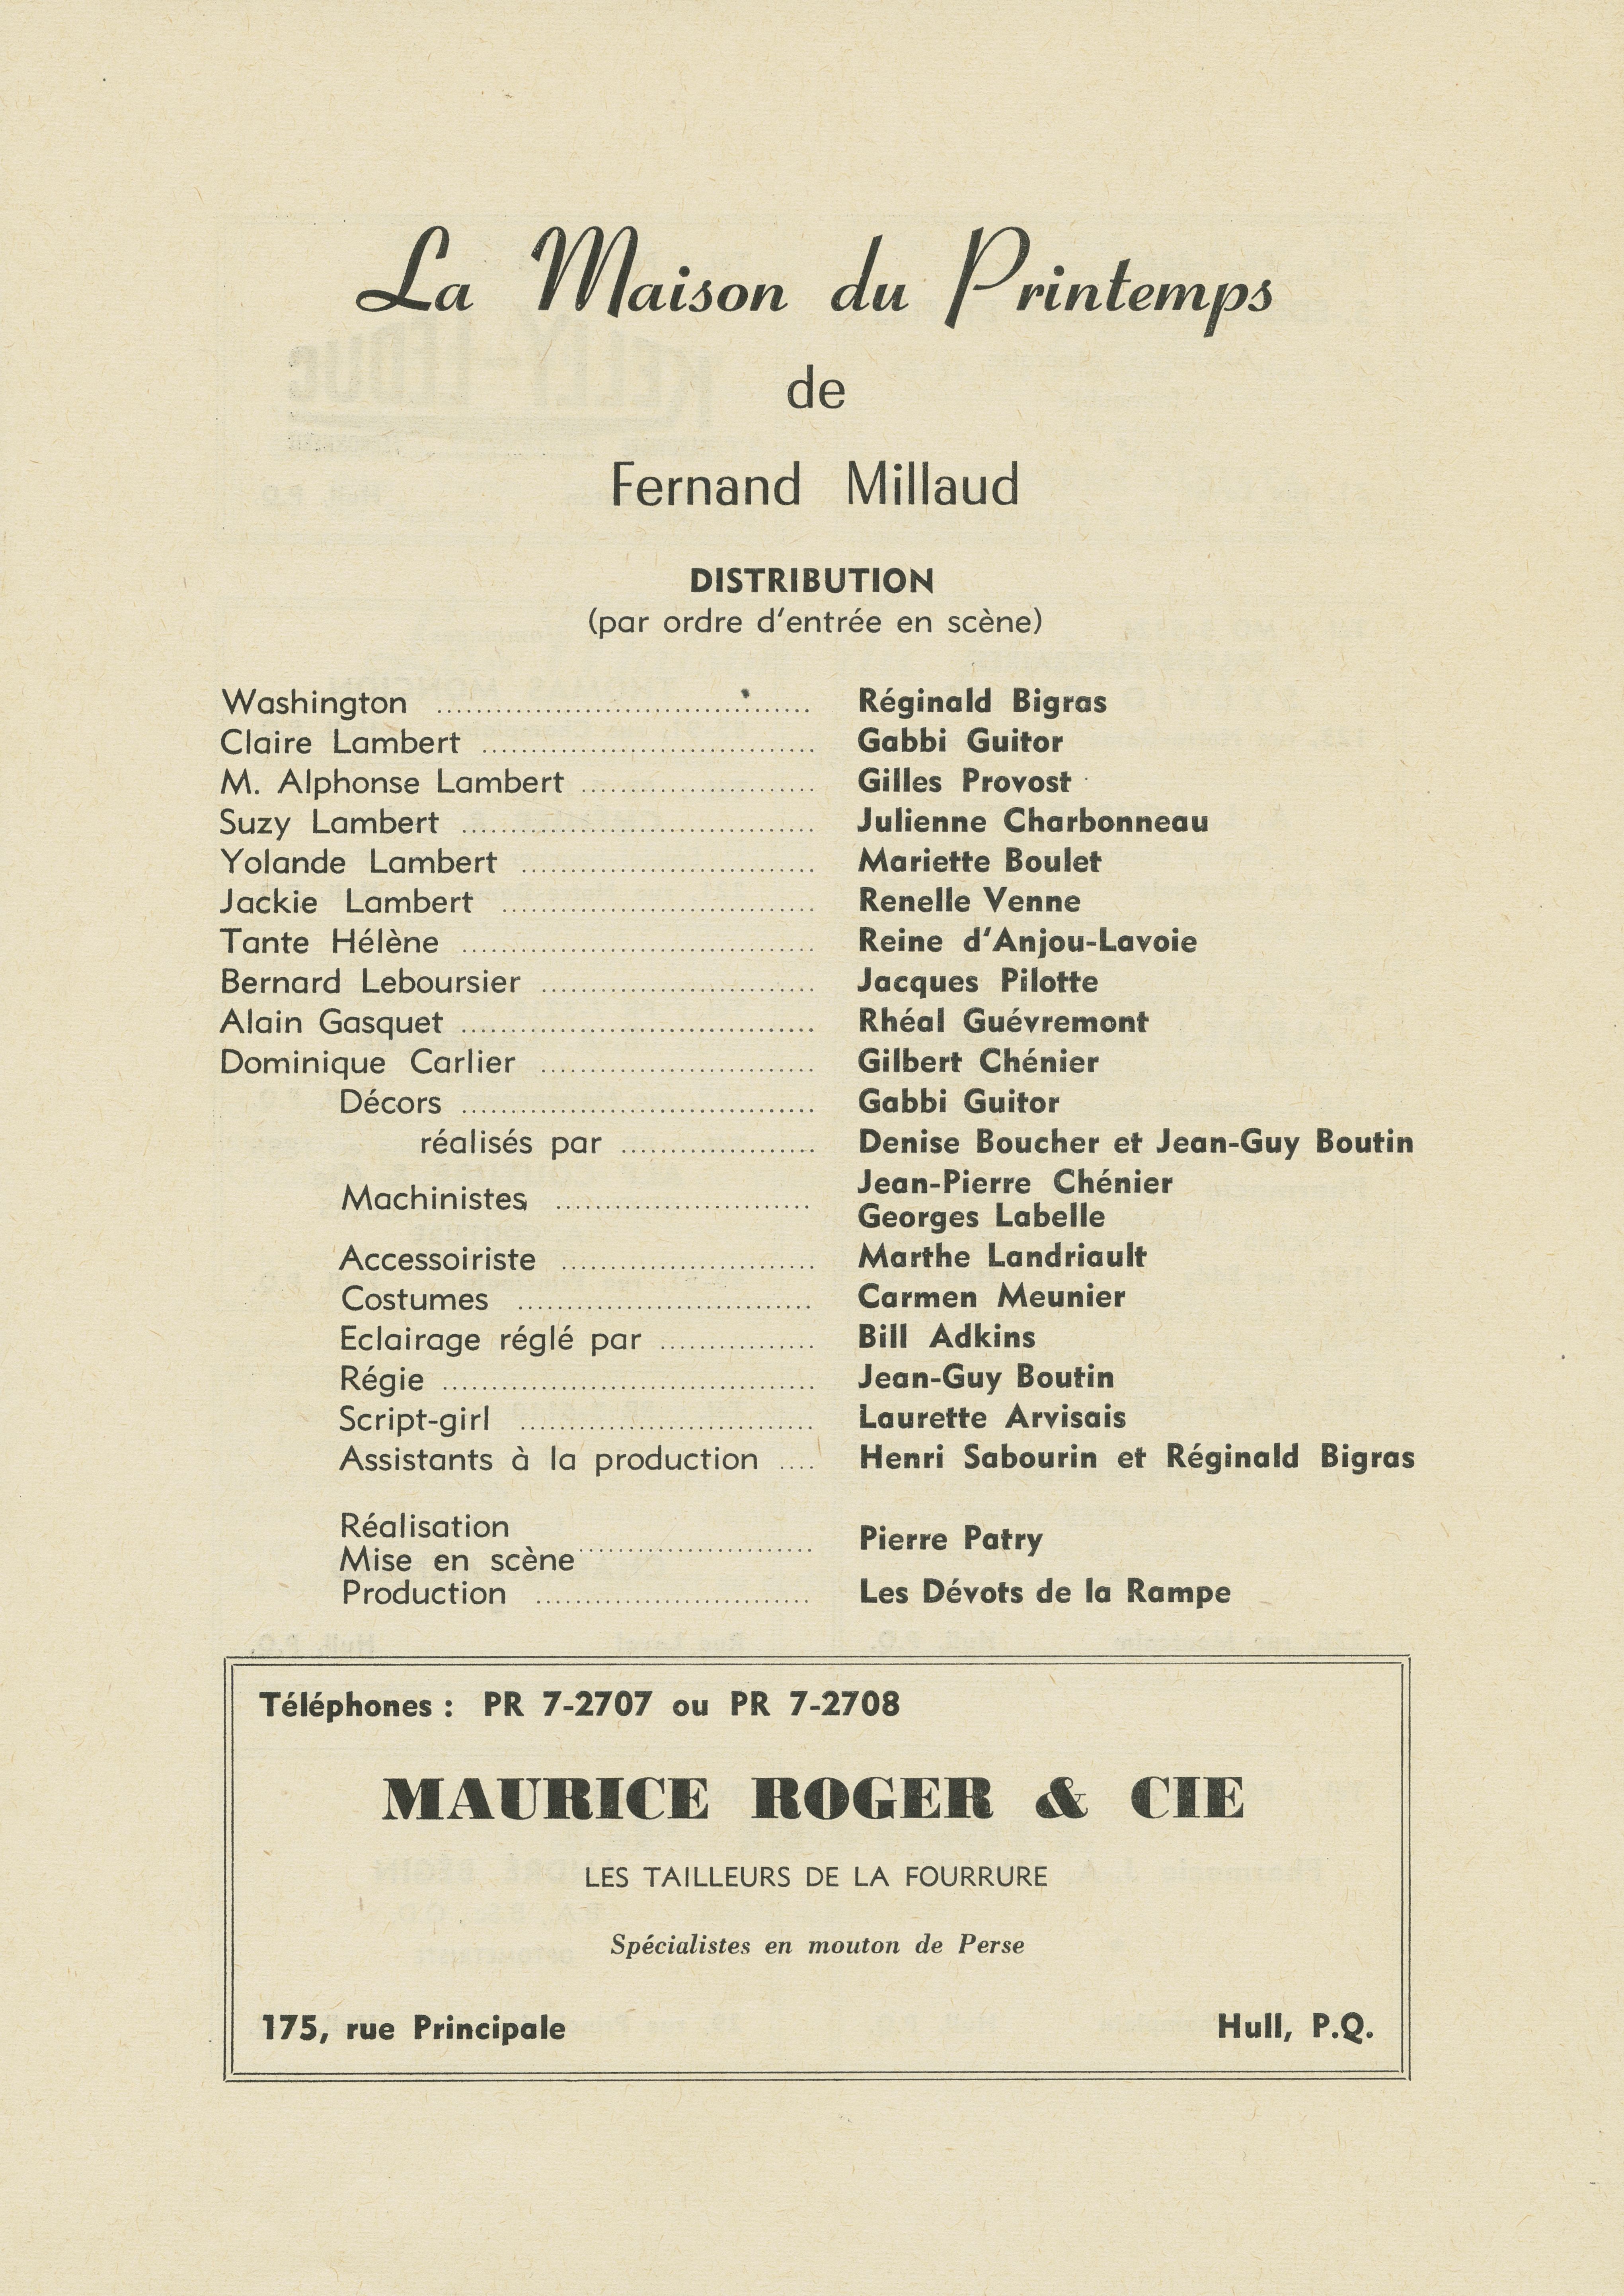 La Maison du Printemps
de
Fernand Millaud
DISTRIBUTION
(par ordre d'entrée en scène)
Washington ........................................ Réginald Bigras
Claire Lambert .................................... Gabbi Guitor
M. Alphonse Lambert ......................... Gilles Provost
Suzy Lambert ...................................... Julienne Charbonneau
Yolande Lambert ................................ Mariette Boulet
Jackie Lambert .................................. Renelle Venne
Tante Hélène ...................................... Reine d'Anjou-Lavoie
Bernard Leboursier .............................. Jacques Pilotte
Alain Gasquet ...................................... Rhéal Guévremont
Dominique Carlier .............................. Gilbert Chénier
Décors ...................................... Gabbi Guitor
réalisés par ..................... Denise Boucher et Jean-Guy Boutin
Machinistes ........................... Jean-Pierre Chénier
Georges Labelle
Accessoiriste ........................... Marthe Landriault
Costumes ................................ Carmen Meunier
Eclairage réglé par ................. Bill Adkins
Régie ........................................ Jean-Guy Boutin
Script-girl ................................ Laurette Arvisais
Assistants à la production .... Henri Sabourin et Réginald Bigras
Réalisation
Mise en scène ......................... Pierre Patry
Production .............................. Les Dévots de la Rampe
Téléphones : PR 7-2707 ou PR 7-2708
MAURICE ROGER & CIE
LES TAILLEURS DE LA FOURRURE
Spécialistes en mouton de Perse
175, rue Principale Hull, P.Q.